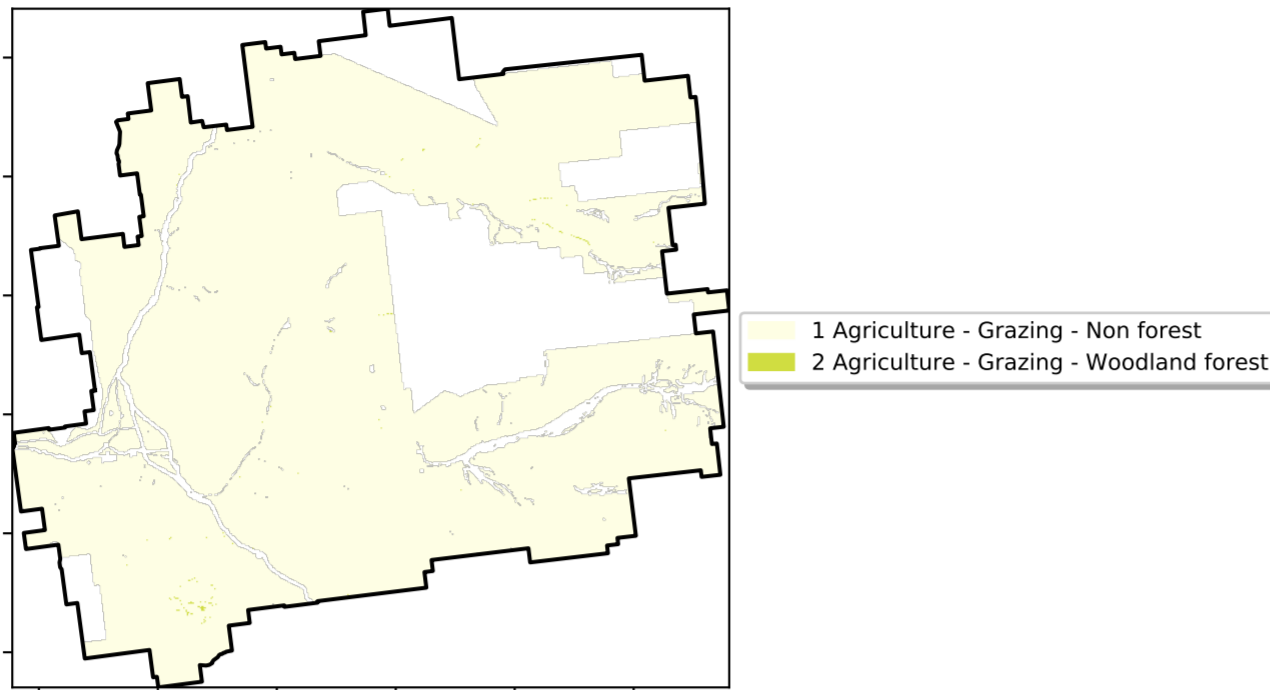 1 Agriculture - Grazing - Non forest
2 Agriculture - Grazing - Woodland forest